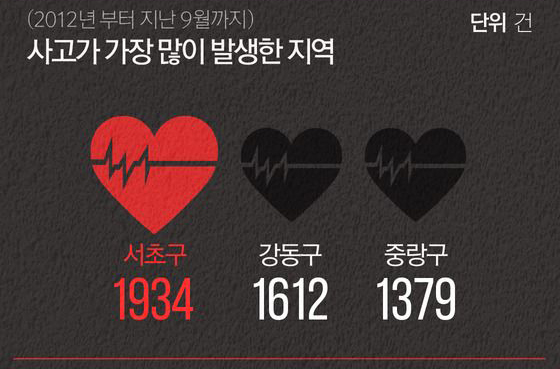 (2012년 부터 지난 9월까지)
단위 건
사고가 가장 많이 발생한 지역
서초구 강동구 중랑구
1934 1612 1379